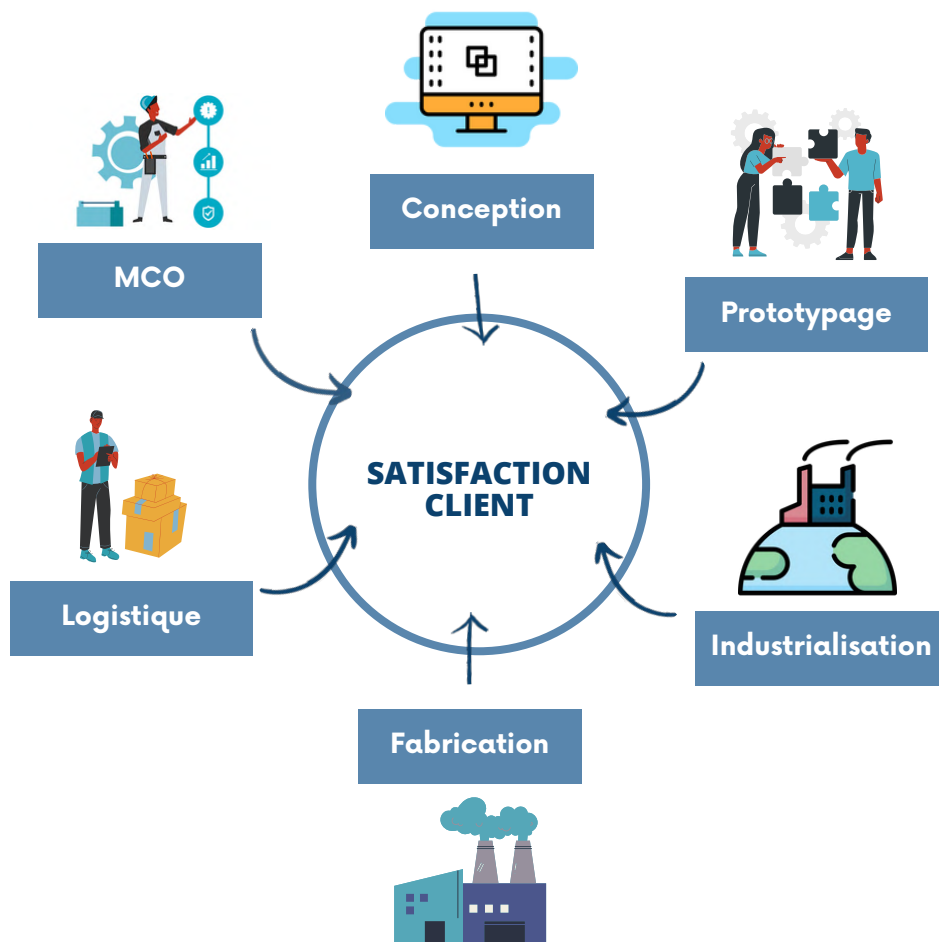 Conception
MCO
Prototypage
SATISFACTION
CLIENT
Logistique
Industrialisation
Fabrication